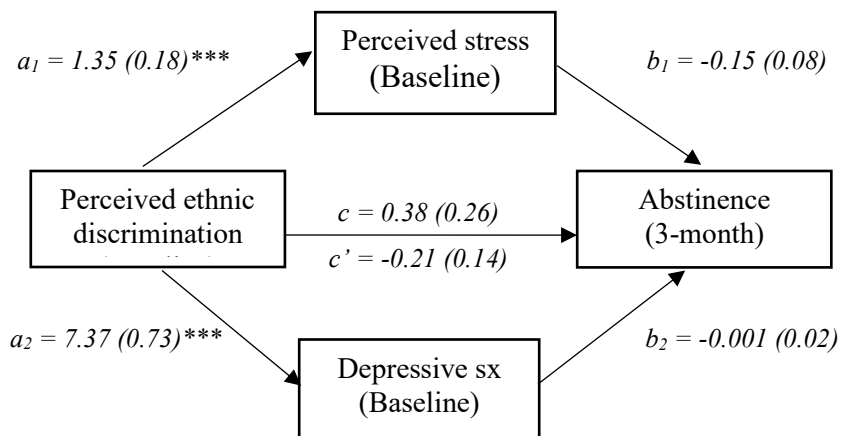 Perceived stress
(Baseline)
a₁ = 1.35 (0.18)***
b₁ = -0.15 (0.08)
Perceived ethnic
discrimination
c = 0.38 (0.26)
c’ = -0.21 (0.14)
Abstinence
(3-month)
a₂ = 7.37 (0.73)***
b₂ = -0.001 (0.02)
Depressive sx
(Baseline)